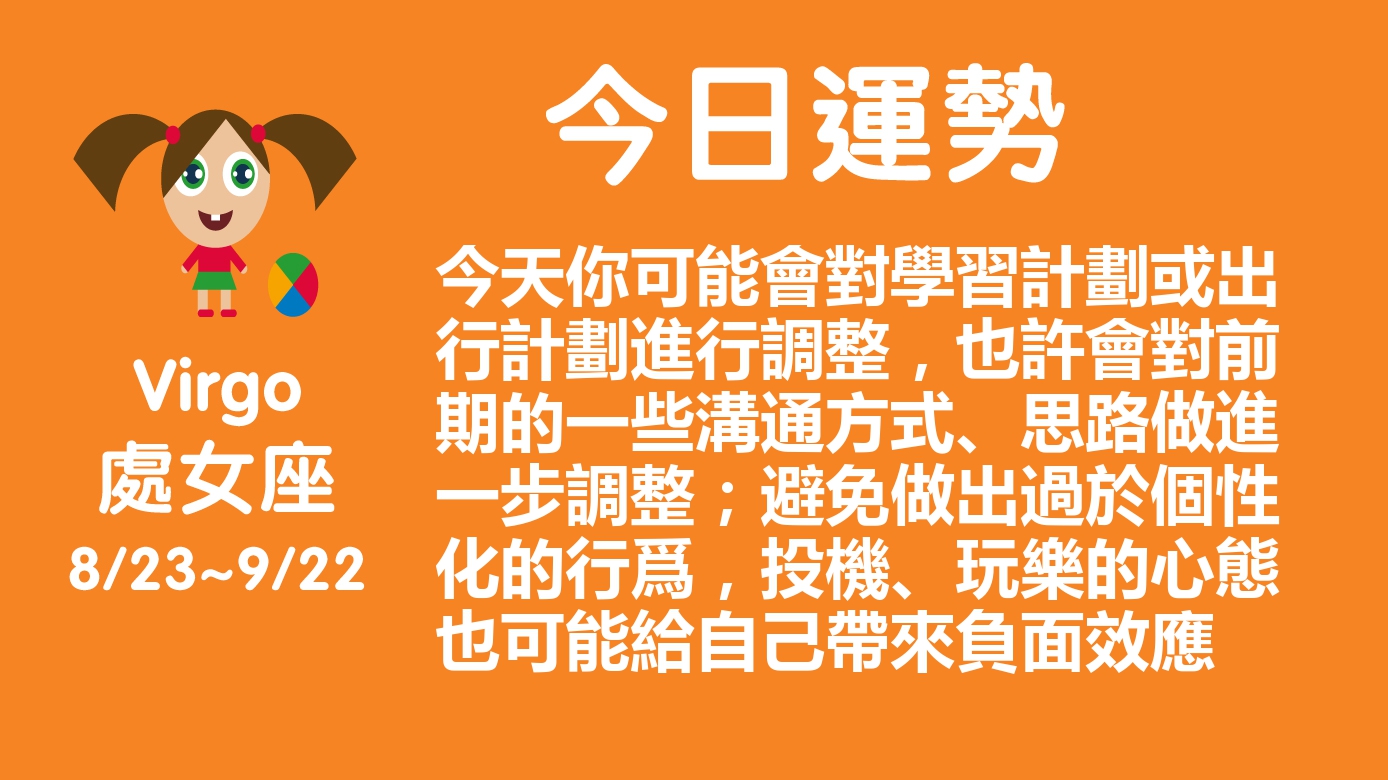 今日運勢
Virgo
處女座
8/23~9/22
今天你可能會對學習計劃或出
行計劃進行調整，也許會對前
期的一些溝通方式、思路做進
一步調整；避免做出過於個性
化的行爲，投機、玩樂的心態
也可能給自己帶來負面效應